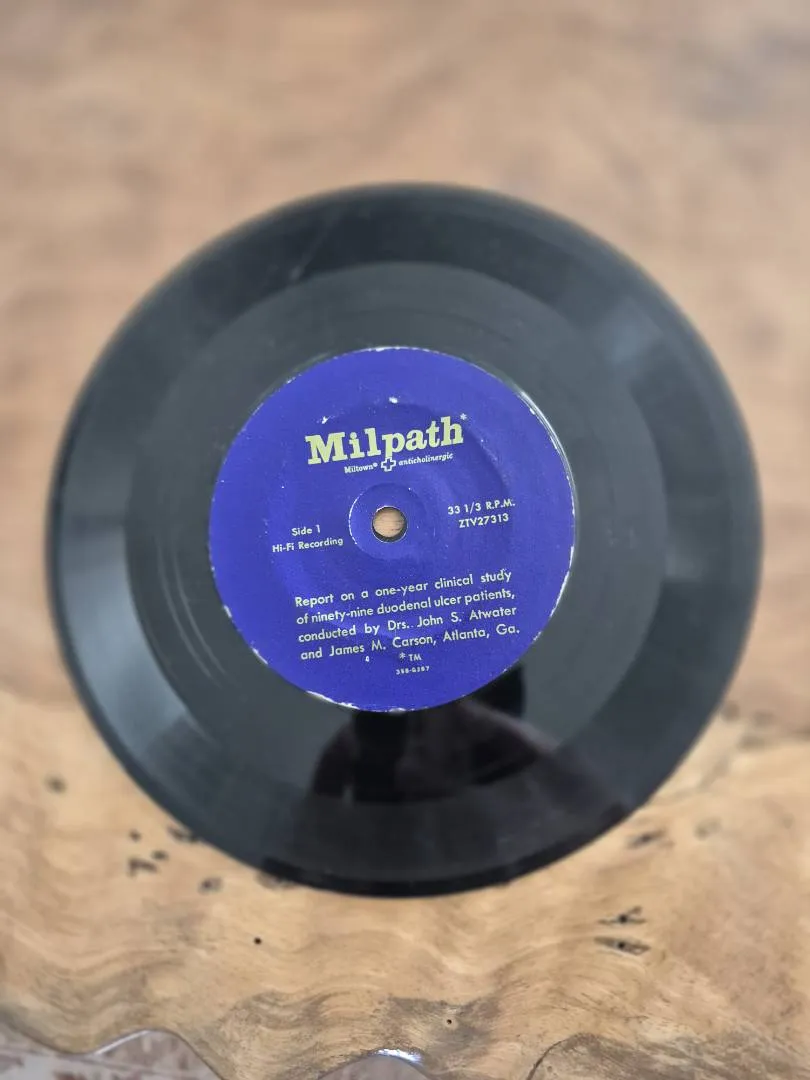 Milpath*
Miltown® + anticholinergic
Side 1
Hi-Fi Recording
33 1/3 R.P.M.
ZTV27313
Report on a one-year clinical study
of ninety-nine duodenal ulcer patients,
conducted by Drs. John S. Atwater
and James M. Carson, Atlanta, Ga.
*TM